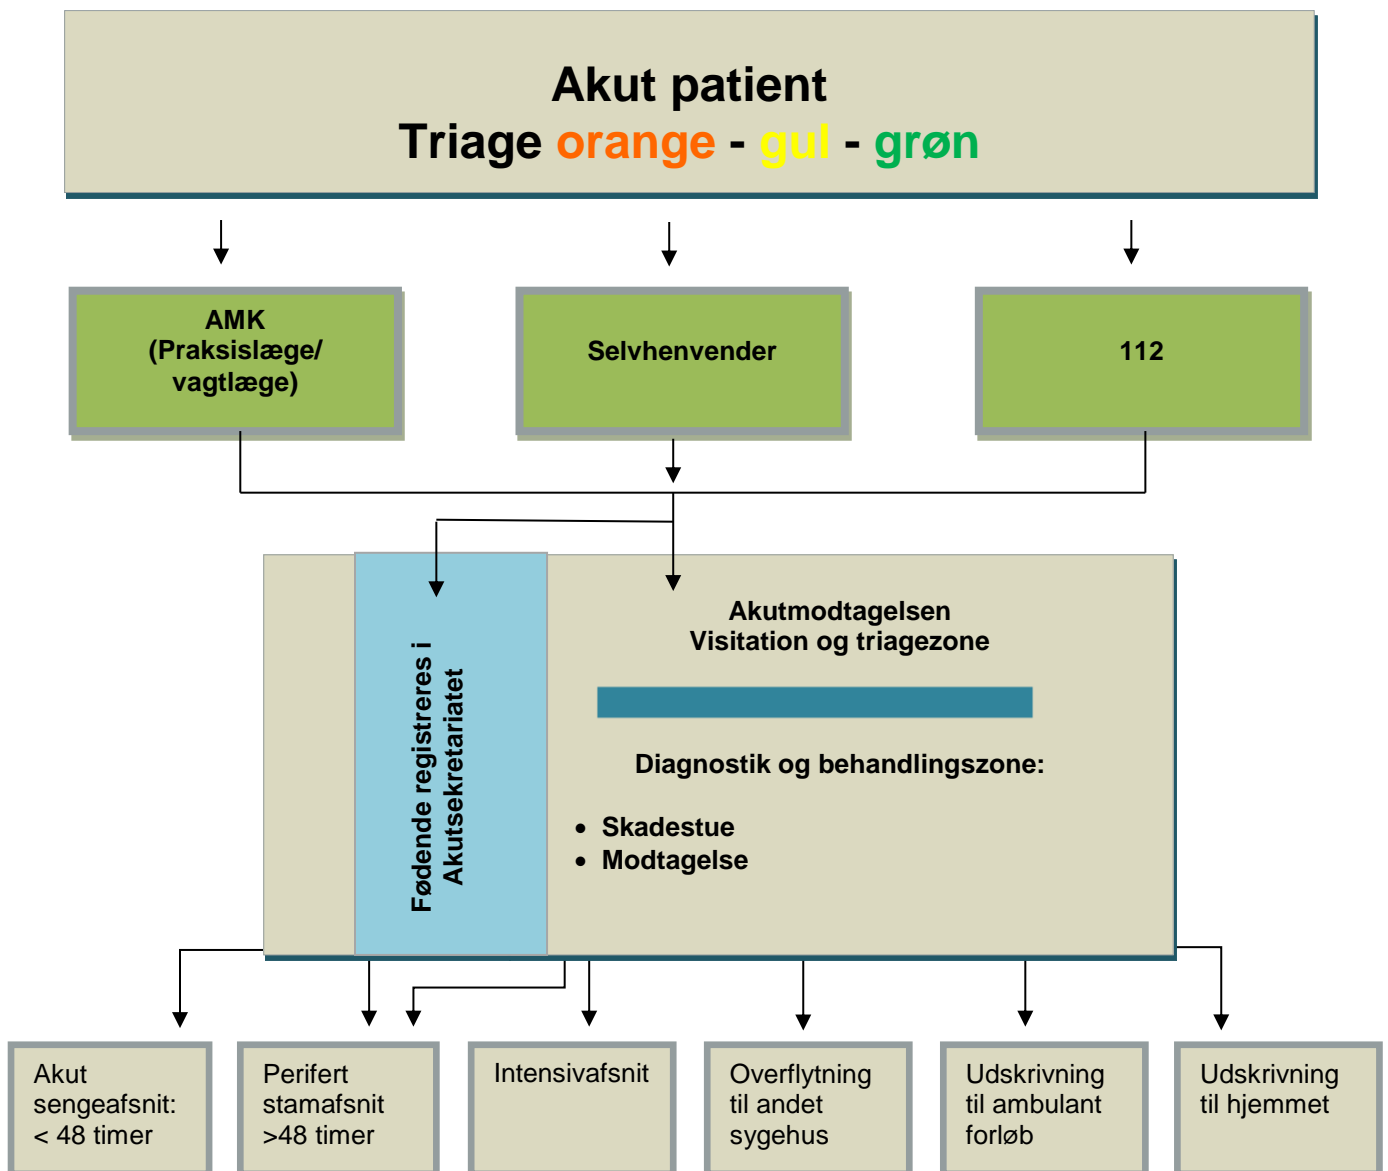 Akut patient
Triage orange - gul - grøn
AMK
(Praksislæge/
vagtlæge)
Selvhenvender
112
Fødende registreres i
Akutsekretariatet
Akutmodtagelsen
Visitation og triagezone
Diagnostik og behandlingszone:
• Skadestue
• Modtagelse
Akut
sengeafsnit:
< 48 timer
Perifert
stamafsnit
>48 timer
Intensivafsnit
Overflytning
til andet
sygehus
Udskrivning
til ambulant
forløb
Udskrivning
til hjemmet